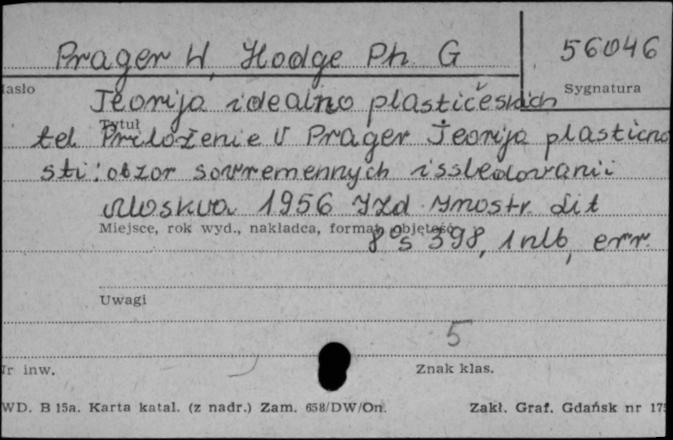 Prager W, Hodge Ph. G 56046
Hasło Sygnatura
Teorija idealno plastičeskich
Tytuł
tel Priloženie V Prager Teorija plastično
sti: obzor sovremennych issledovanii
Moskva 1956 Izd. Inostr. Lit
Miejsce, rok wyd., nakładca, format, objętość
8° s 398, 1 nlb, err.
Uwagi
5
Nr inw. Znak klas.
WD. B 15a. Karta katal. (z nadr.) Zam. 658/DW/On. Zakł. Graf. Gdańsk nr 175